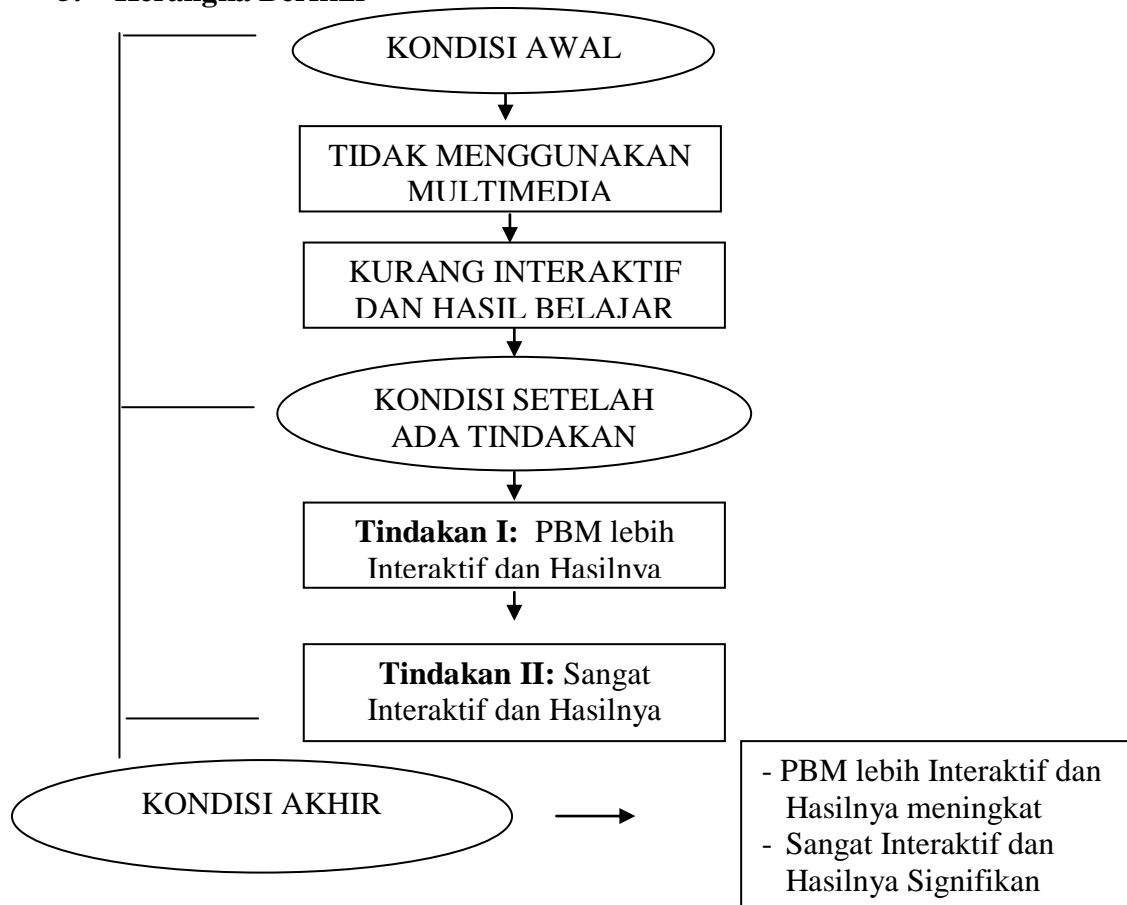 KONDISI AWAL
TIDAK MENGGUNAKAN
MULTIMEDIA
KURANG INTERAKTIF
DAN HASIL BELAJAR
KONDISI SETELAH
ADA TINDAKAN
Tindakan I: PBM lebih
Interaktif dan Hasilnya
Tindakan II: Sangat
Interaktif dan Hasilnya
KONDISI AKHIR
- PBM lebih Interaktif dan
Hasilnya meningkat
- Sangat Interaktif dan
Hasilnya Signifikan